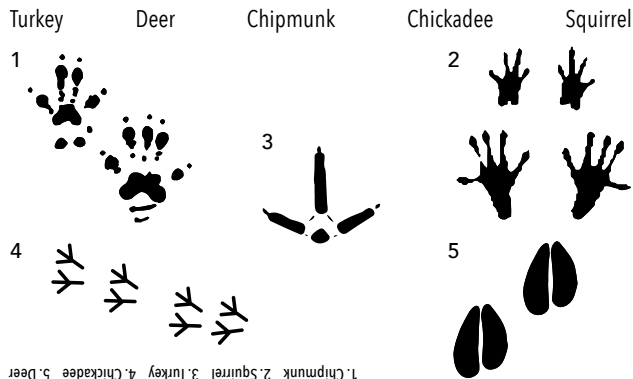 Turkey Deer Chipmunk Chickadee Squirrel
1
2
3
4
5
1. Chipmunk 2. Squirrel 3. Turkey 4. Chickadee 5. Deer